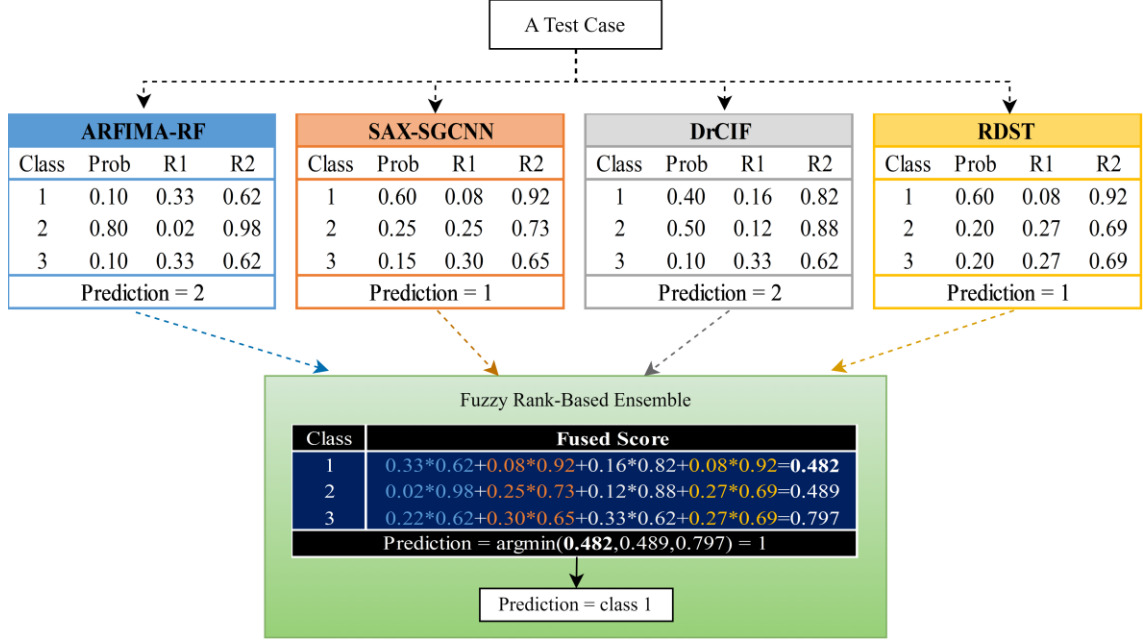 A Test Case
ARFIMA-RF
Class Prob R1 R2
1 0.10 0.33 0.62
2 0.80 0.02 0.98
3 0.10 0.33 0.62
Prediction = 2
SAX-SGCNN
Class Prob R1 R2
1 0.60 0.08 0.92
2 0.25 0.25 0.73
3 0.15 0.30 0.65
Prediction = 1
DrCIF
Class Prob R1 R2
1 0.40 0.16 0.82
2 0.50 0.12 0.88
3 0.10 0.33 0.62
Prediction = 2
RDST
Class Prob R1 R2
1 0.60 0.08 0.92
2 0.20 0.27 0.69
3 0.20 0.27 0.69
Prediction = 1
Fuzzy Rank-Based Ensemble
Class Fused Score
1 0.33*0.62+0.08*0.92+0.16*0.82+0.08*0.92=0.482
2 0.02*0.98+0.25*0.73+0.12*0.88+0.27*0.69=0.489
3 0.22*0.62+0.30*0.65+0.33*0.62+0.27*0.69=0.797
Prediction = argmin(0.482,0.489,0.797) = 1
Prediction = class 1